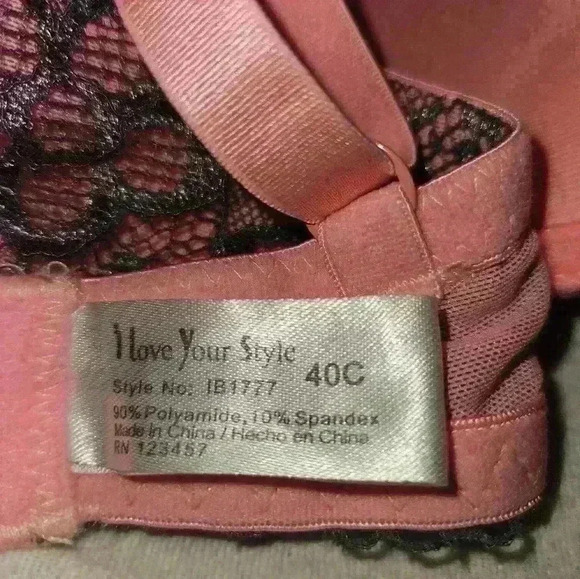 I Love Your Style
40C
Style No: IB1777
90% Polyamide, 10% Spandex
Made in China / Hecho en China
RN 123457